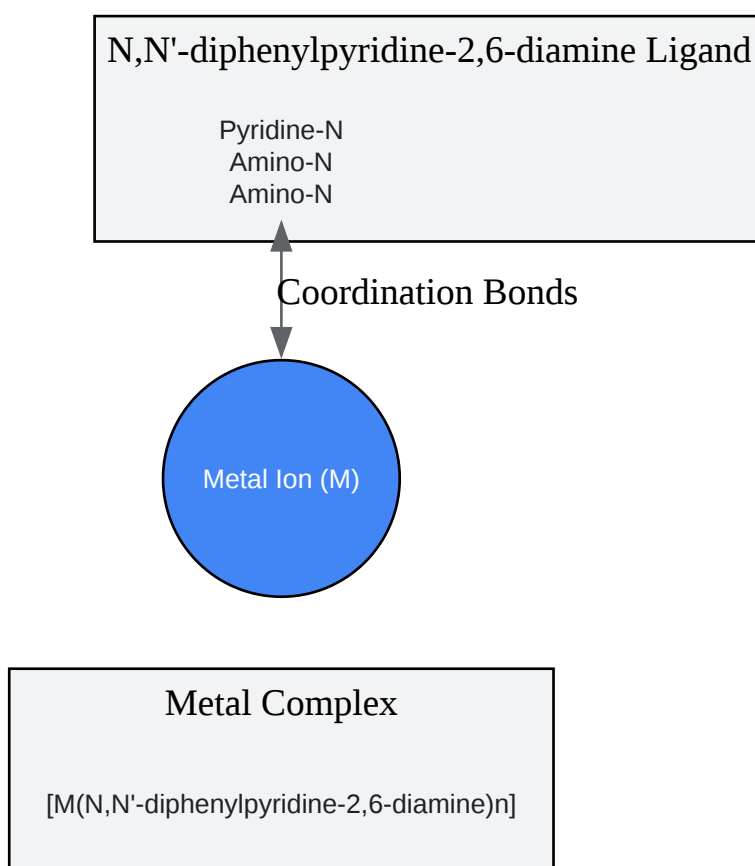 N,N'-diphenylpyridine-2,6-diamine Ligand
Pyridine-N
Amino-N
Amino-N
Coordination Bonds
Metal Ion (M)
Metal Complex
[M(N,N'-diphenylpyridine-2,6-diamine)n]